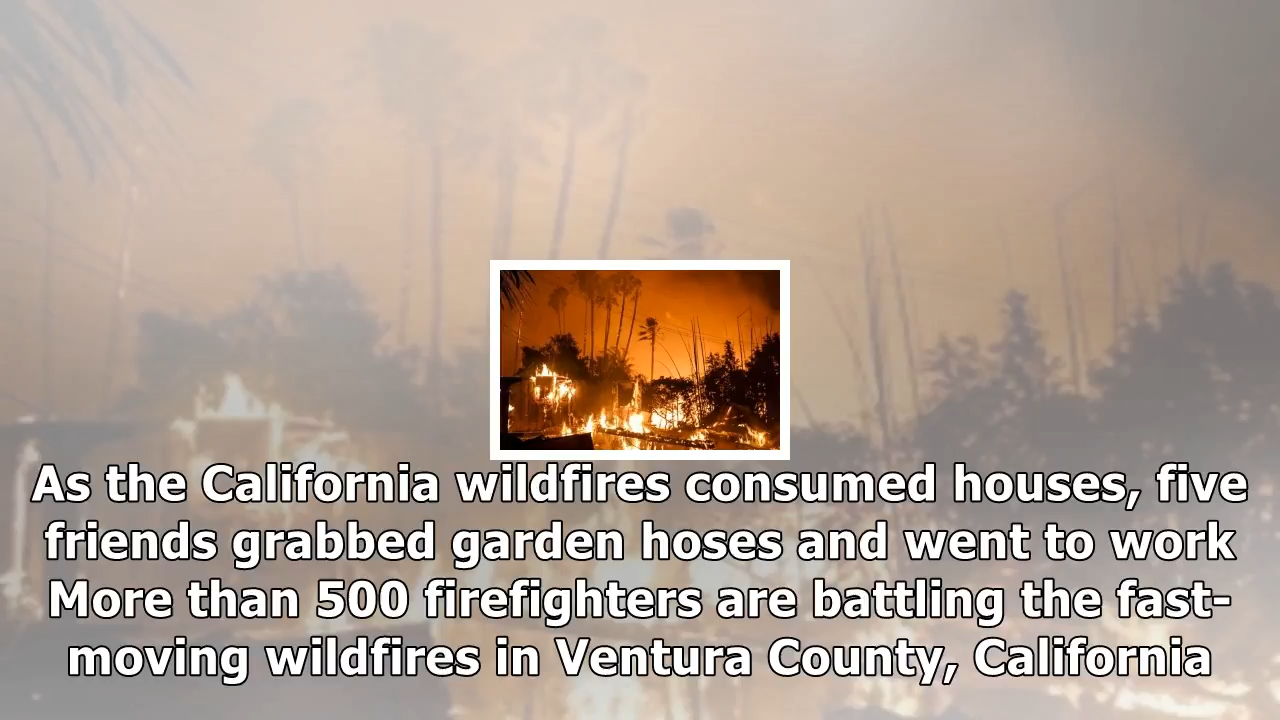 As the California wildfires consumed houses, five
friends grabbed garden hoses and went to work
More than 500 firefighters are battling the fast-
moving wildfires in Ventura County, California